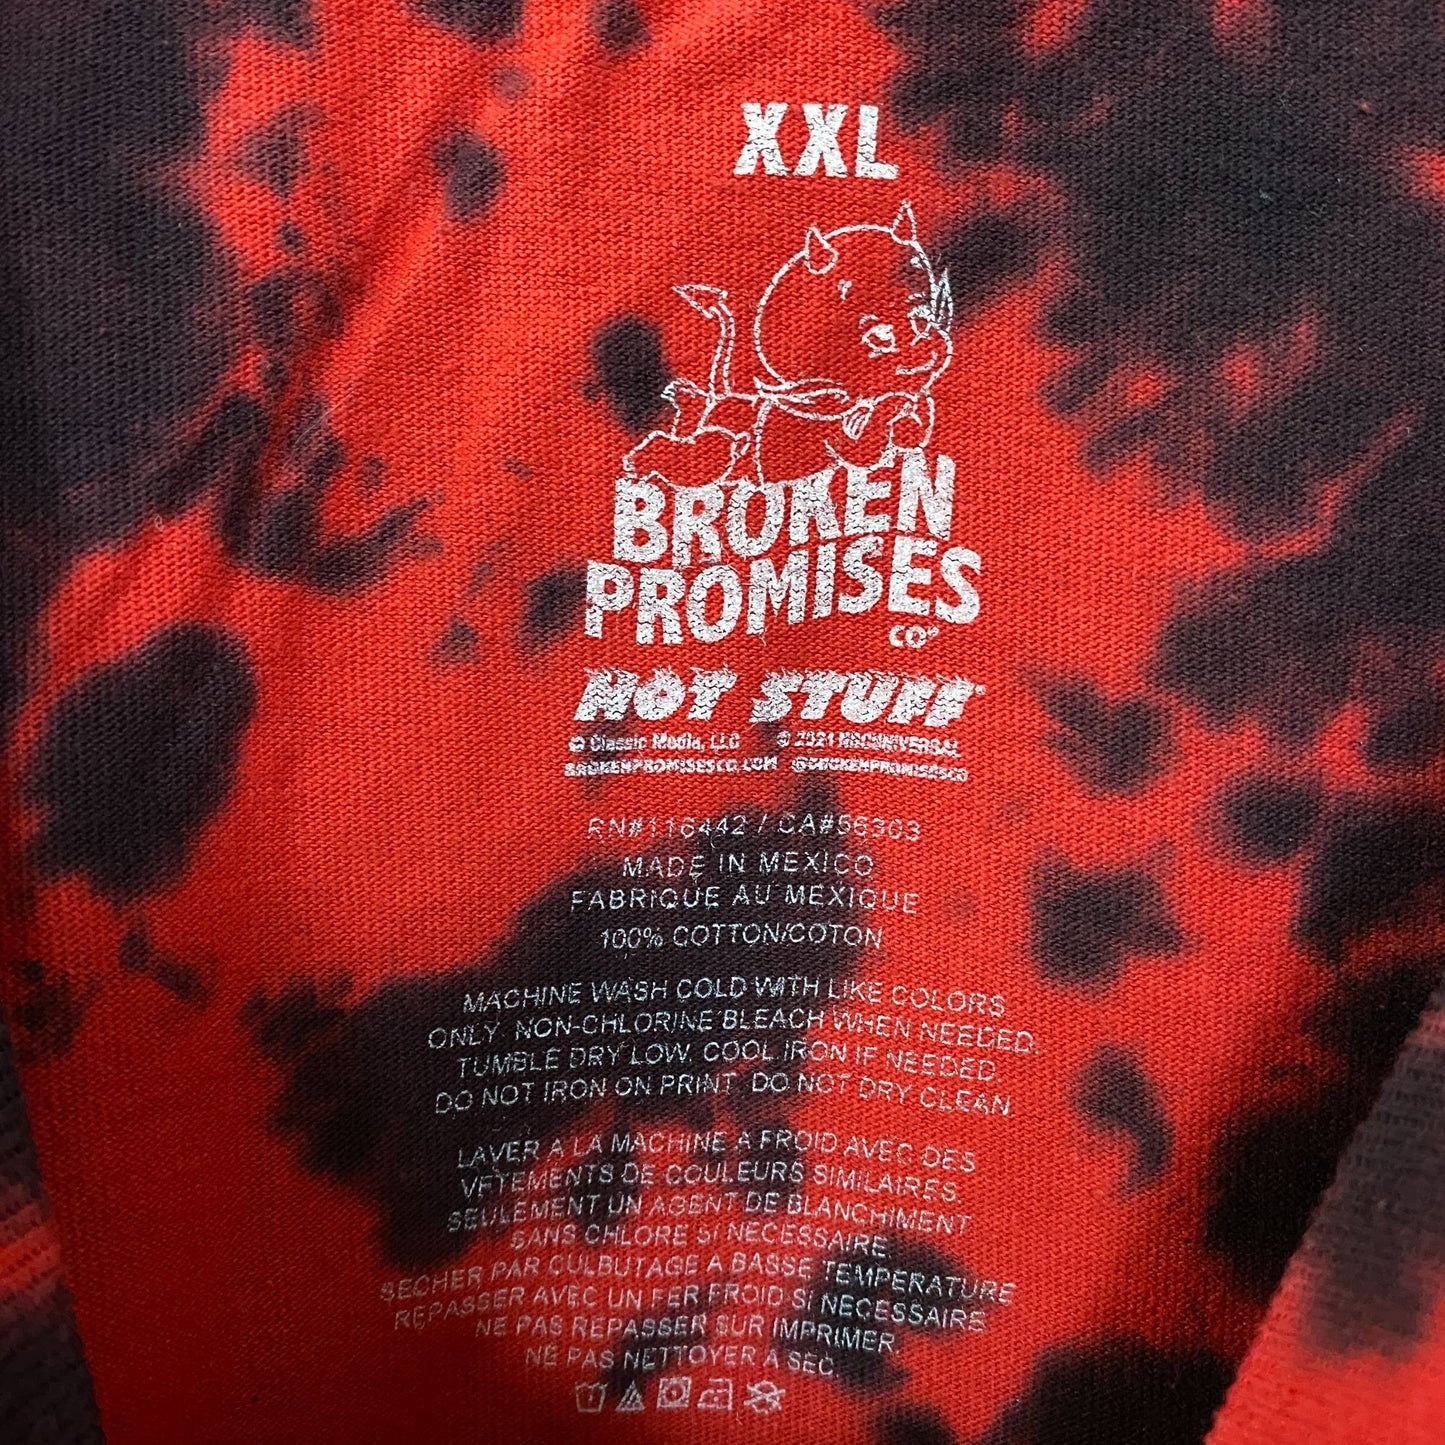 XXL
BROKEN
PROMISES
CO®
HOT STUFF®
© Classic Media, LLC © 2021 NBCUNIVERSAL
BROKENPROMISESCO.COM @BROKENPROMISESCO
RN#116442 / CA#56303
MADE IN MEXICO
FABRIQUE AU MEXIQUE
100% COTTON/COTON
MACHINE WASH COLD WITH LIKE COLORS
ONLY. NON-CHLORINE BLEACH WHEN NEEDED.
TUMBLE DRY LOW. COOL IRON IF NEEDED.
DO NOT IRON ON PRINT. DO NOT DRY CLEAN
LAVER A LA MACHINE A FROID AVEC DES
VETEMENTS DE COULEURS SIMILAIRES.
SEULEMENT UN AGENT DE BLANCHIMENT
SANS CHLORE SI NECESSAIRE
SECHER PAR CULBUTAGE A BASSE TEMPERATURE
REPASSER AVEC UN FER FROID SI NECESSAIRE
NE PAS REPASSER SUR IMPRIMER.
NE PAS NETTOYER A SEC